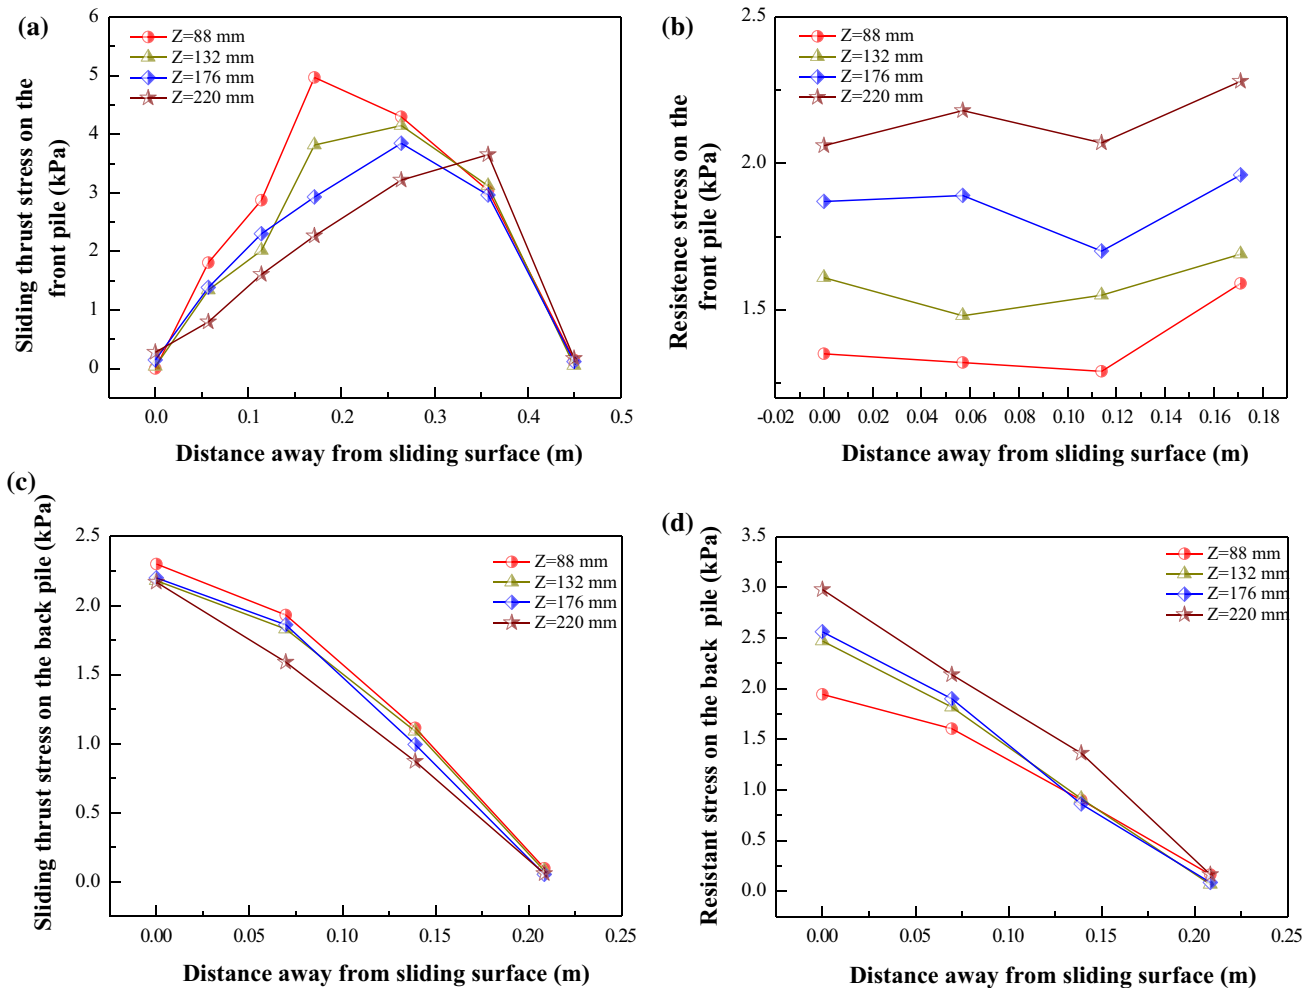 (a)
Sliding thrust stress on the
front pile (kPa)
6
5
4
3
2
1
0
Z=88 mm
Z=132 mm
Z=176 mm
Z=220 mm
0.0 0.1 0.2 0.3 0.4 0.5
Distance away from sliding surface (m)
(b)
Resistence stress on the
front pile (kPa)
2.5
2.0
1.5
Z=88 mm
Z=132 mm
Z=176 mm
Z=220 mm
-0.02 0.00 0.02 0.04 0.06 0.08 0.10 0.12 0.14 0.16 0.18
Distance away from sliding surface (m)
(c)
Sliding thrust stress on the back pile (kPa)
2.5
2.0
1.5
1.0
0.5
0.0
Z=88 mm
Z=132 mm
Z=176 mm
Z=220 mm
0.00 0.05 0.10 0.15 0.20 0.25
Distance away from sliding surface (m)
(d)
Resistant stress on the back pile (kPa)
3.5
3.0
2.5
2.0
1.5
1.0
0.5
0.0
Z=88 mm
Z=132 mm
Z=176 mm
Z=220 mm
0.00 0.05 0.10 0.15 0.20 0.25
Distance away from sliding surface (m)